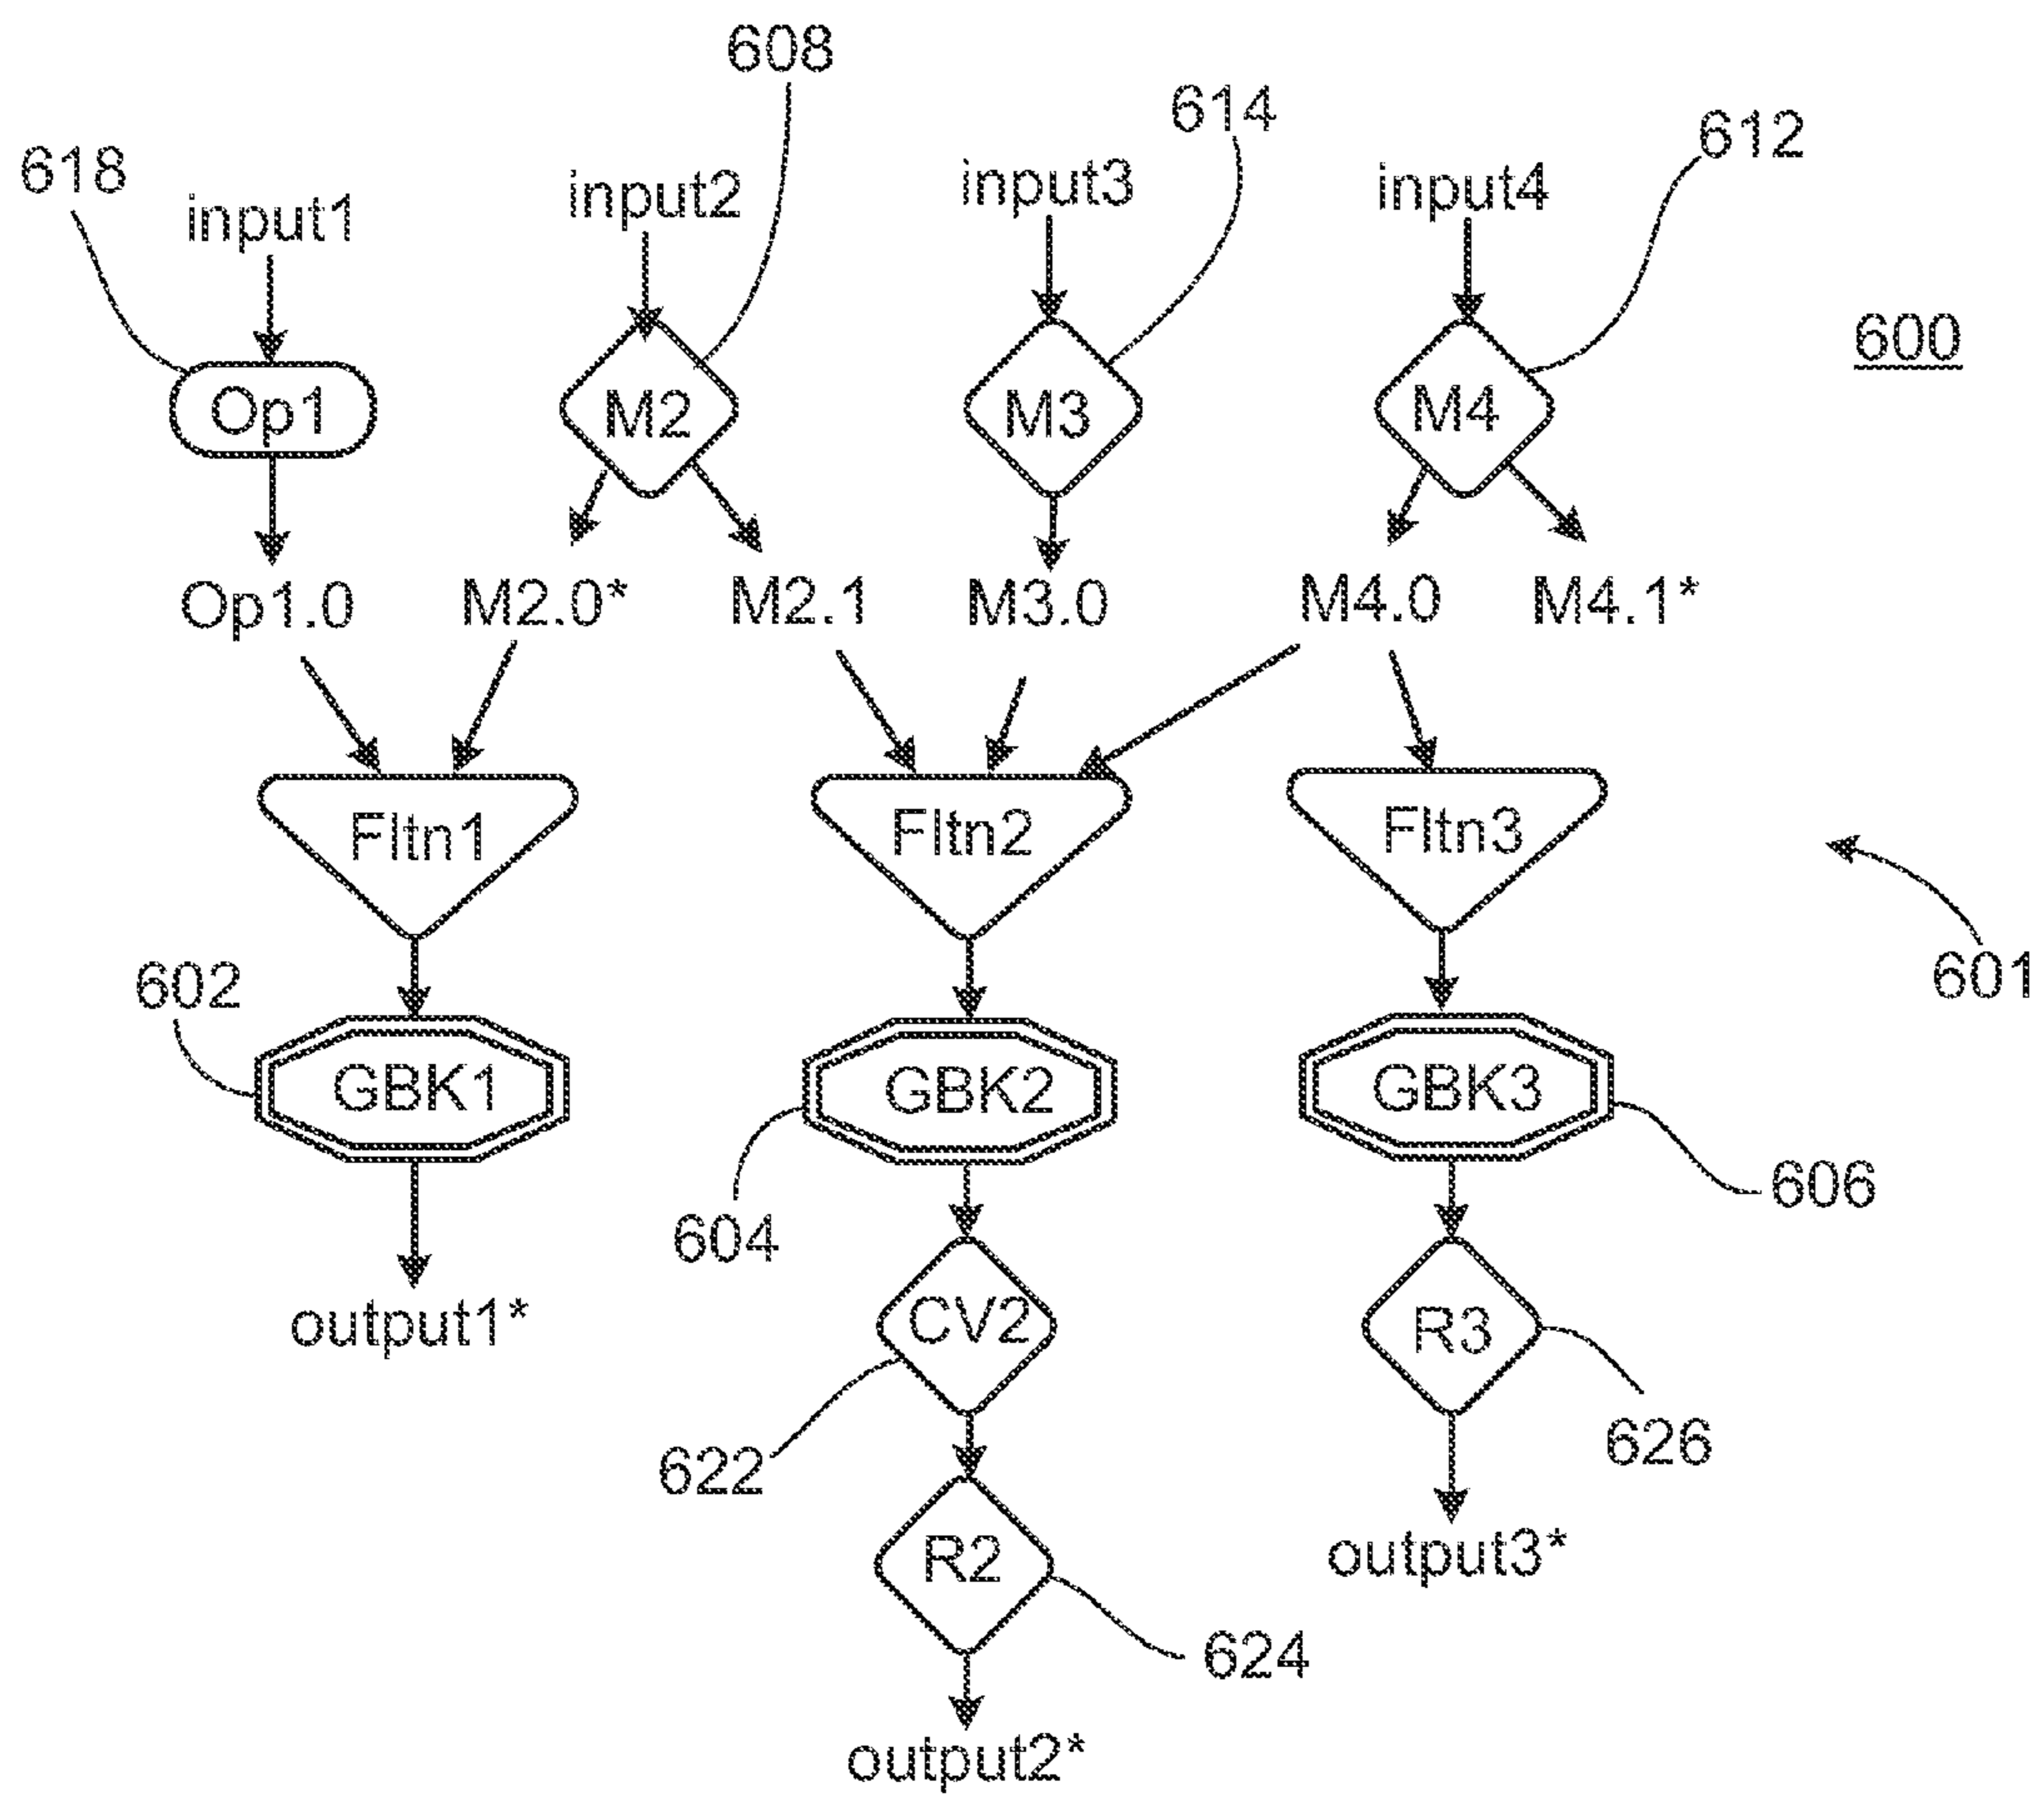 608
614
612
618
input1
input2
input3
input4
600
Op1
M2
M3
M4
Op1.0
M2.0*
M2.1
M3.0
M4.0
M4.1*
Fltn1
Fltn2
Fltn3
601
602
GBK1
GBK2
GBK3
606
604
output1*
CV2
R3
622
626
R2
output3*
624
output2*